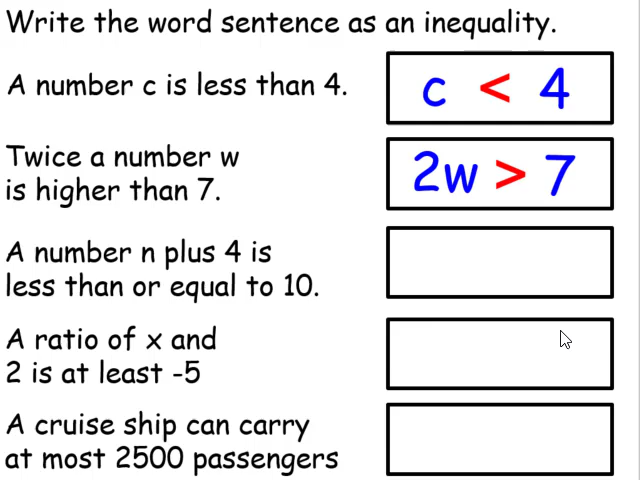 Write the word sentence as an inequality.
A number c is less than 4.
c < 4
Twice a number w
is higher than 7.
2w > 7
A number n plus 4 is
less than or equal to 10.
A ratio of x and
2 is at least -5
A cruise ship can carry
at most 2500 passengers